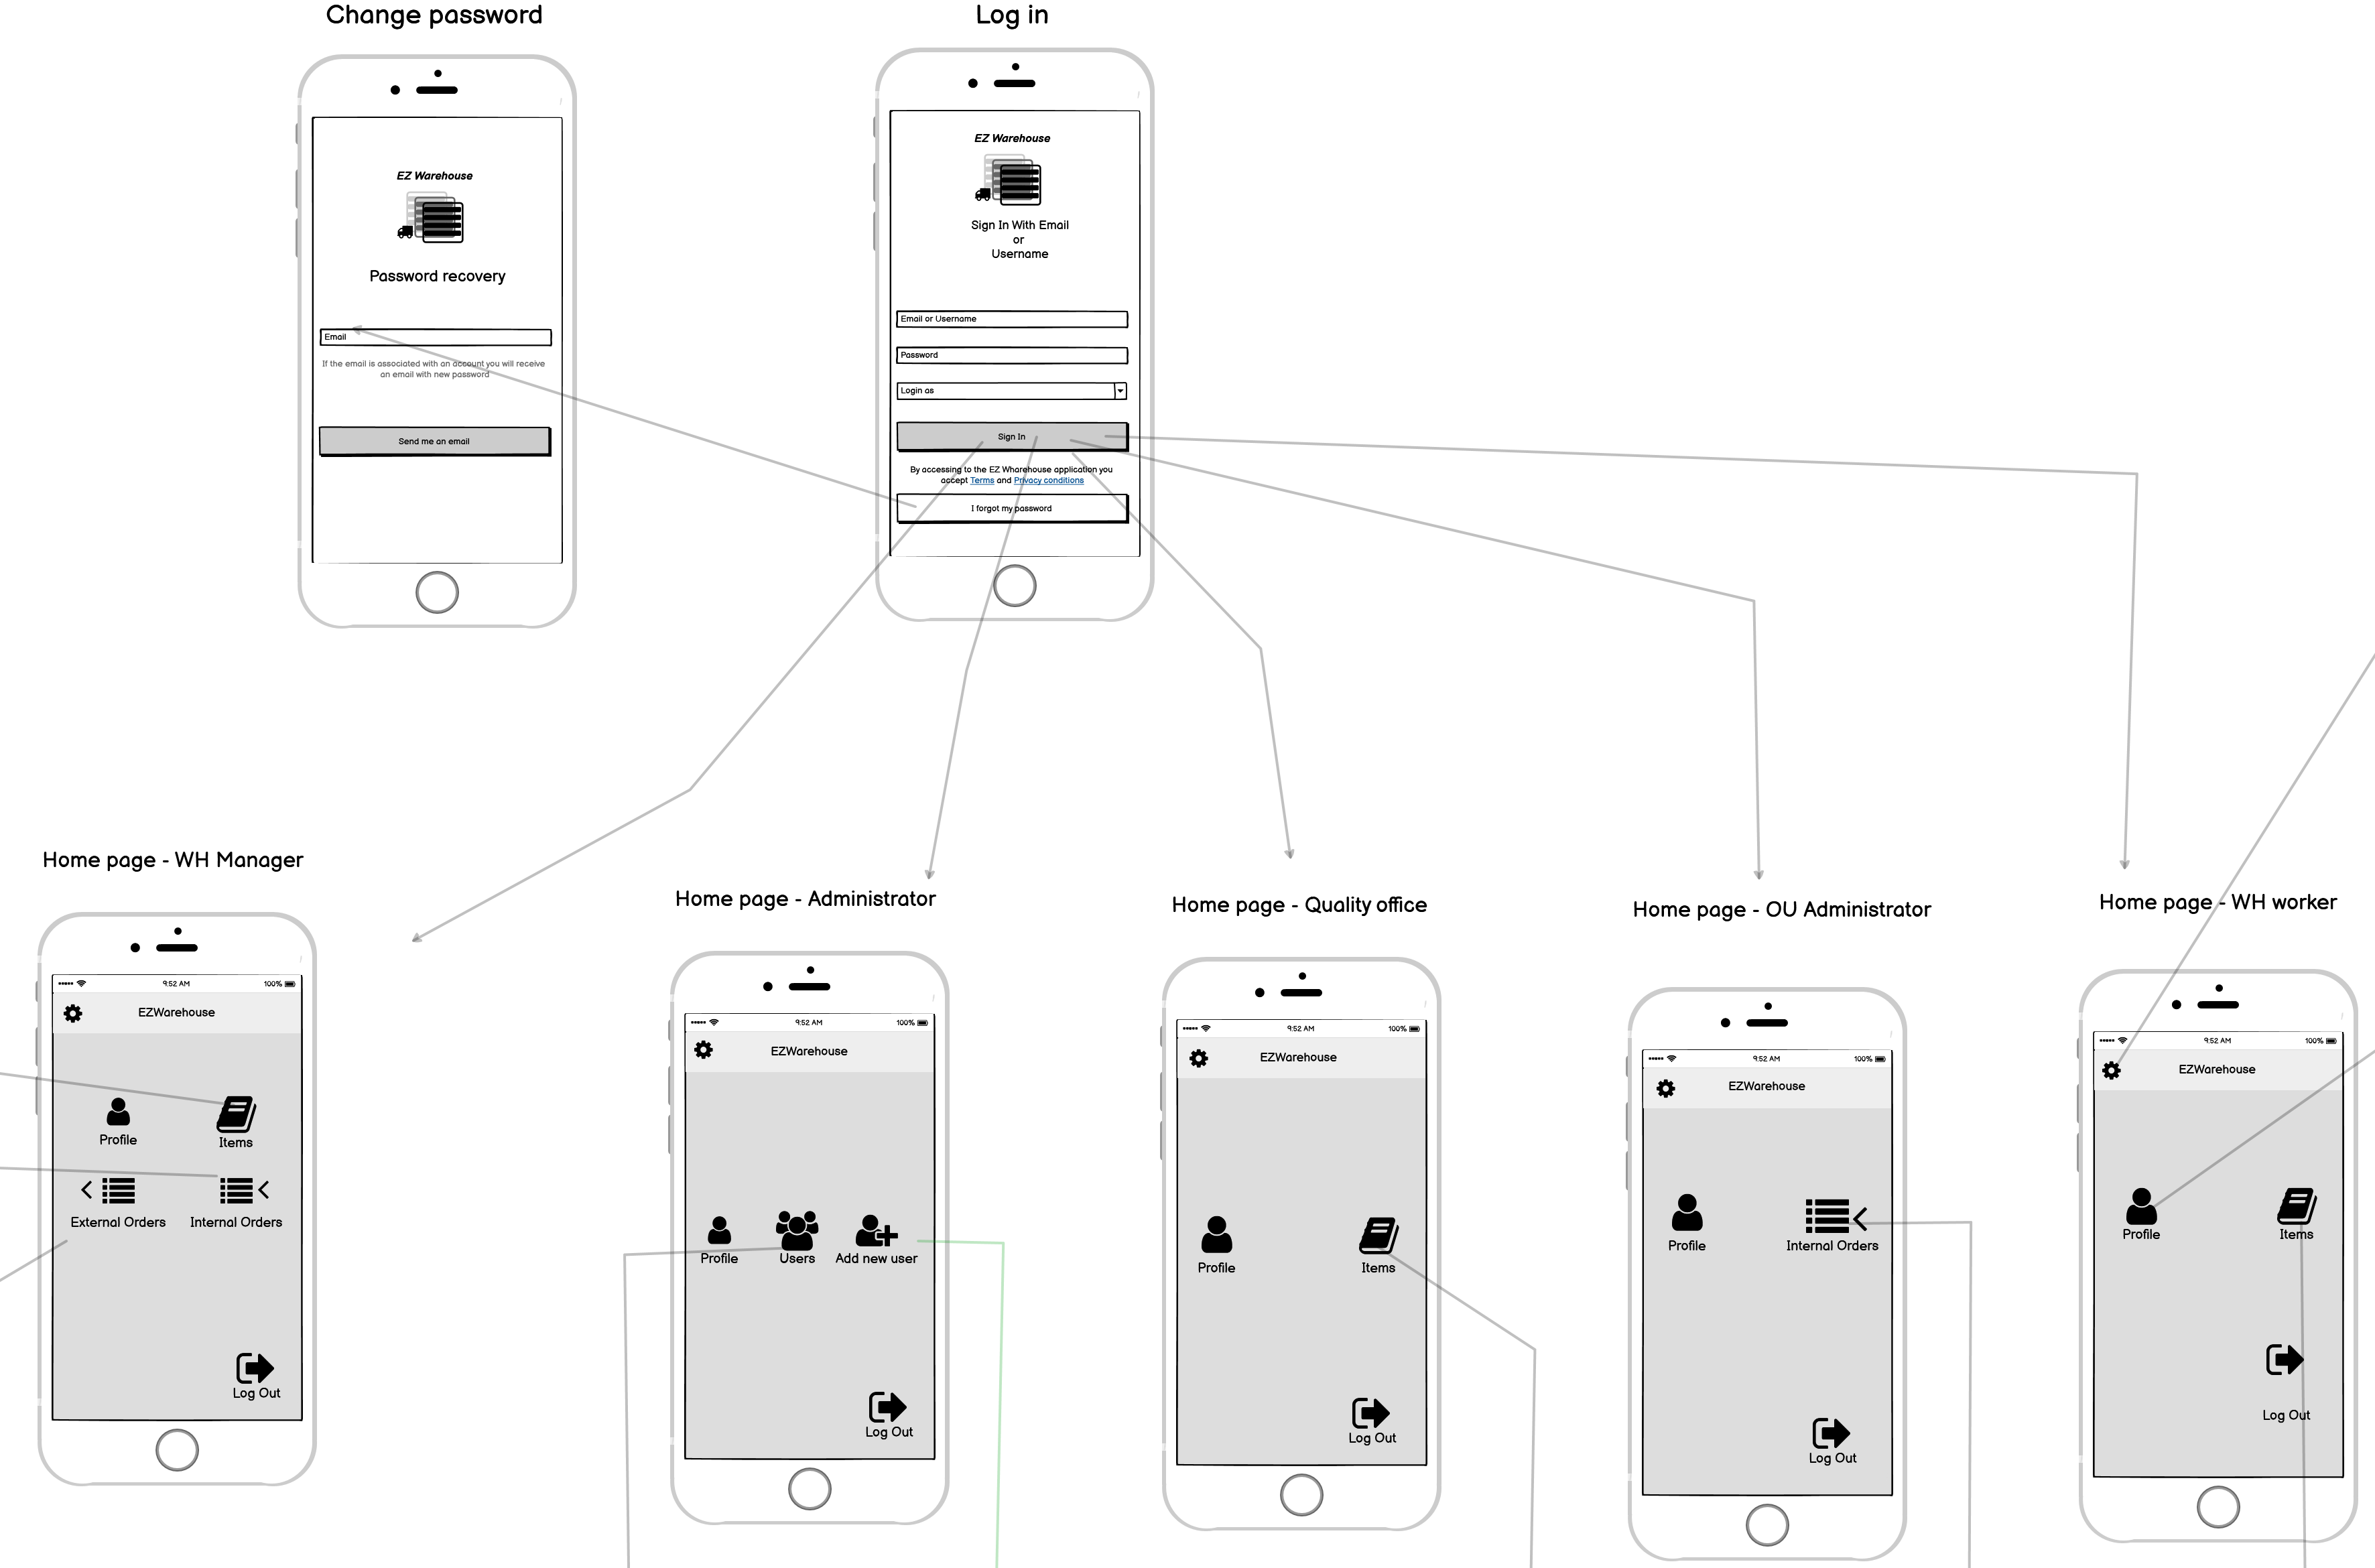 Change password
EZ Warehouse
Password recovery
Email
If the email is associated with an account you will receive
an email with new password
Send me an email
Log in
EZ Warehouse
Sign In With Email
or
Username
Email or Username
Password
Login as
Sign In
By accessing to the EZ Wharehouse application you
accept Terms and Privacy conditions
I forgot my password
Home page - WH Manager
9:52 AM 100%
EZWarehouse
Profile Items
External Orders Internal Orders
Log Out
Home page - Administrator
9:52 AM 100%
EZWarehouse
Profile Users Add new user
Log Out
Home page - Quality office
9:52 AM 100%
EZWarehouse
Profile Items
Log Out
Home page - OU Administrator
9:52 AM 100%
EZWarehouse
Profile Internal Orders
Log Out
Home page - WH worker
9:52 AM 100%
EZWarehouse
Profile Items
Log Out